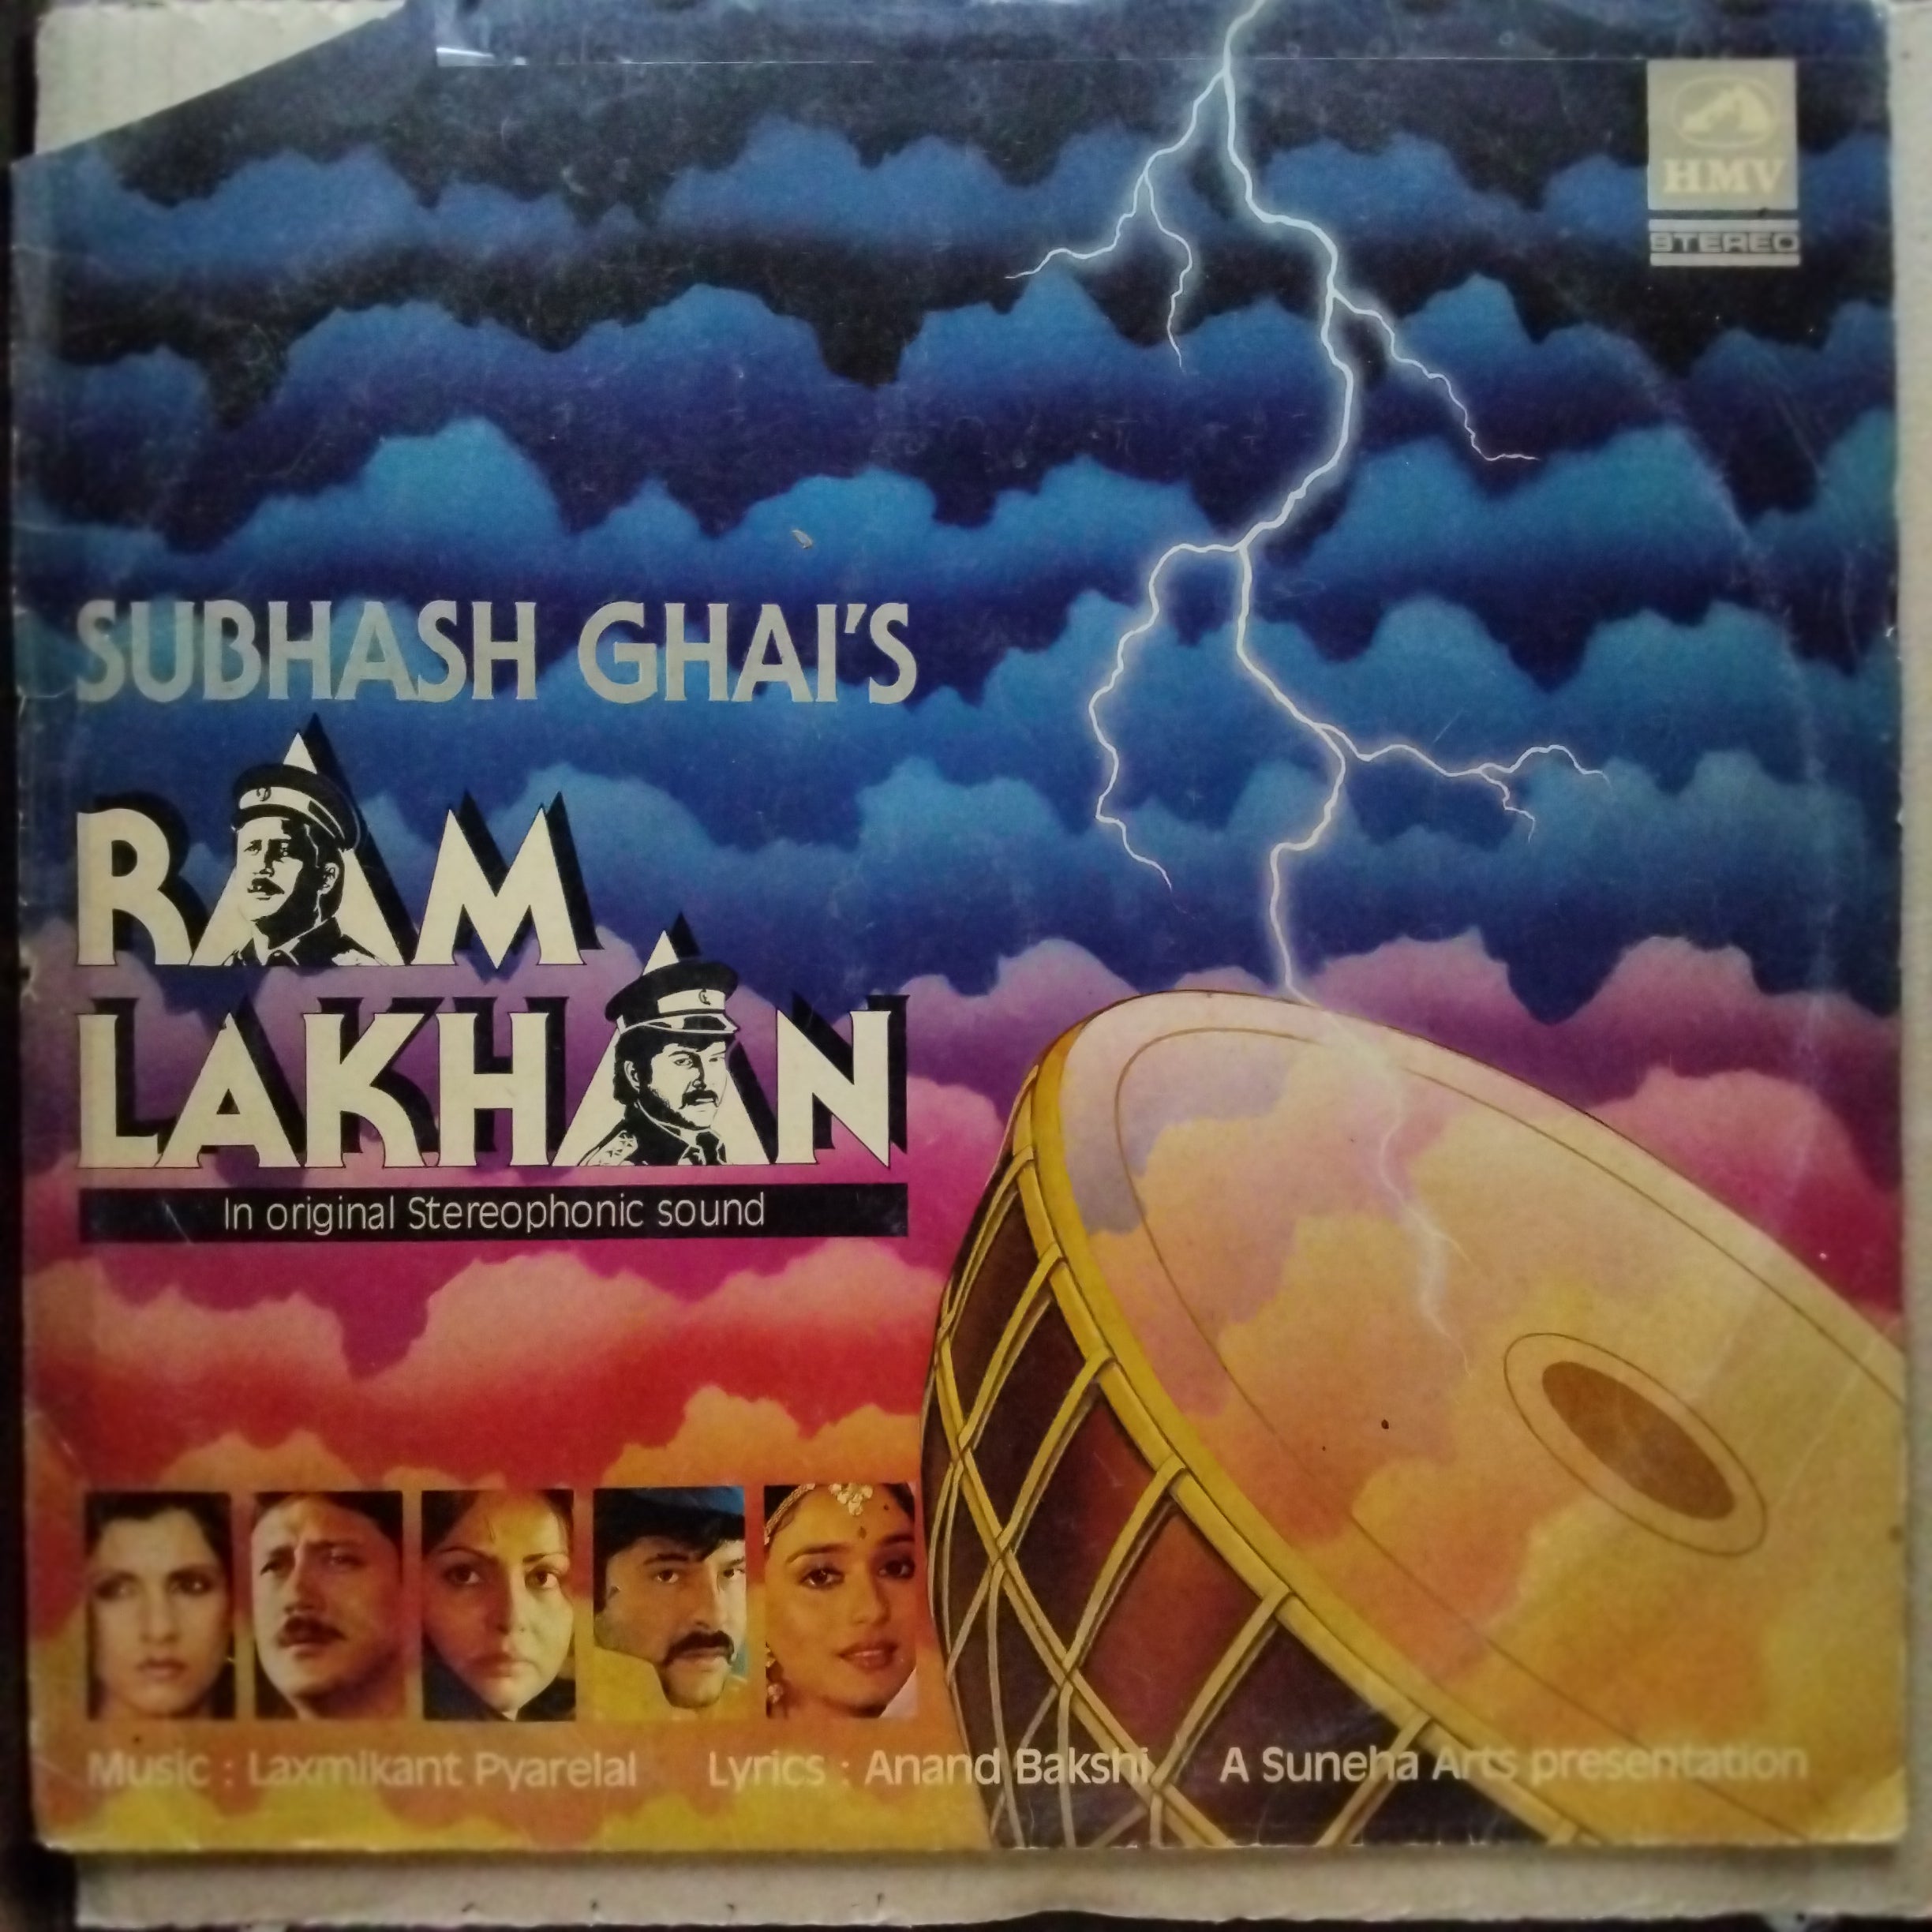 HMV
STEREO
SUBHASH GHAI'S
RAM
LAKHAN
In original Stereophonic sound
Music : Laxmikant Pyarelal Lyrics : Anand Bakshi A Suneha Arts presentation